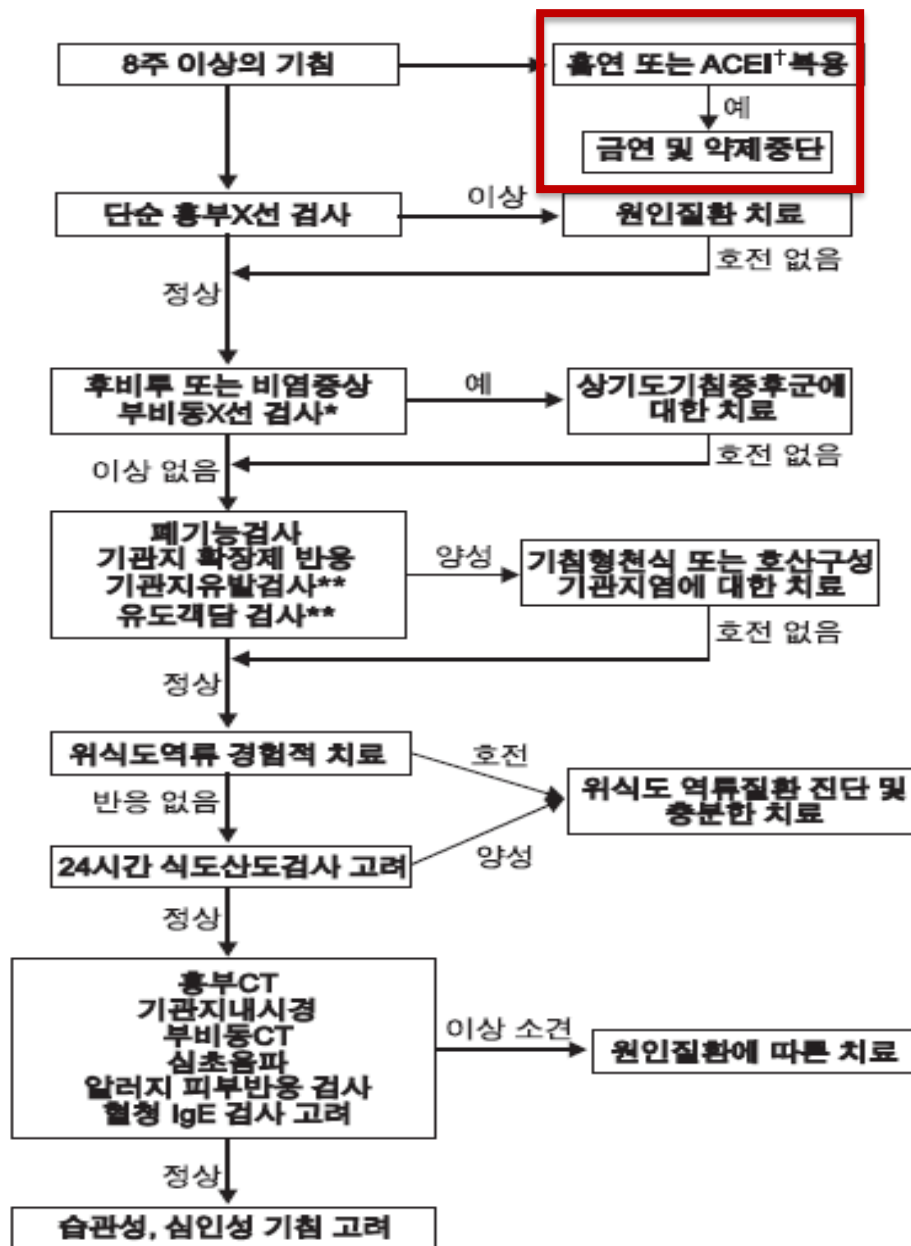 8주 이상의 기침
흡연 또는 ACEI†복용
예
금연 및 약제중단
단순 흉부X선 검사
이상
원인질환 치료
호전 없음
정상
후비루 또는 비염증상
부비동X선 검사*
예
상기도기침증후군에
대한 치료
호전 없음
이상 없음
폐기능검사
기관지 확장제 반응
기관지유발검사**
유도객담 검사**
양성
기침형천식 또는 호산구성
기관지염에 대한 치료
호전 없음
정상
위식도역류 경험적 치료
호전
위식도 역류질환 진단 및
충분한 치료
반응 없음
24시간 식도산도검사 고려
양성
정상
흉부CT
기관지내시경
부비동CT
심초음파
알러지 피부반응 검사
혈청 IgE 검사 고려
이상 소견
원인질환에 따른 치료
정상
습관성, 심인성 기침 고려